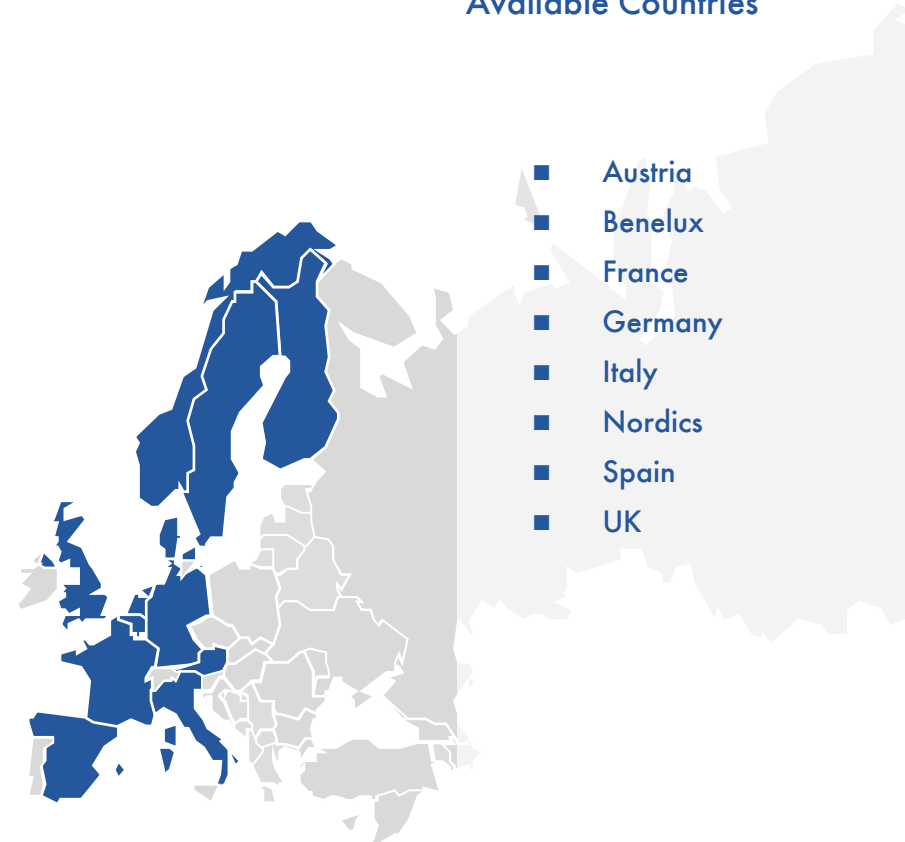 Available Countries
Austria
Benelux
France
Germany
Italy
Nordics
Spain
UK